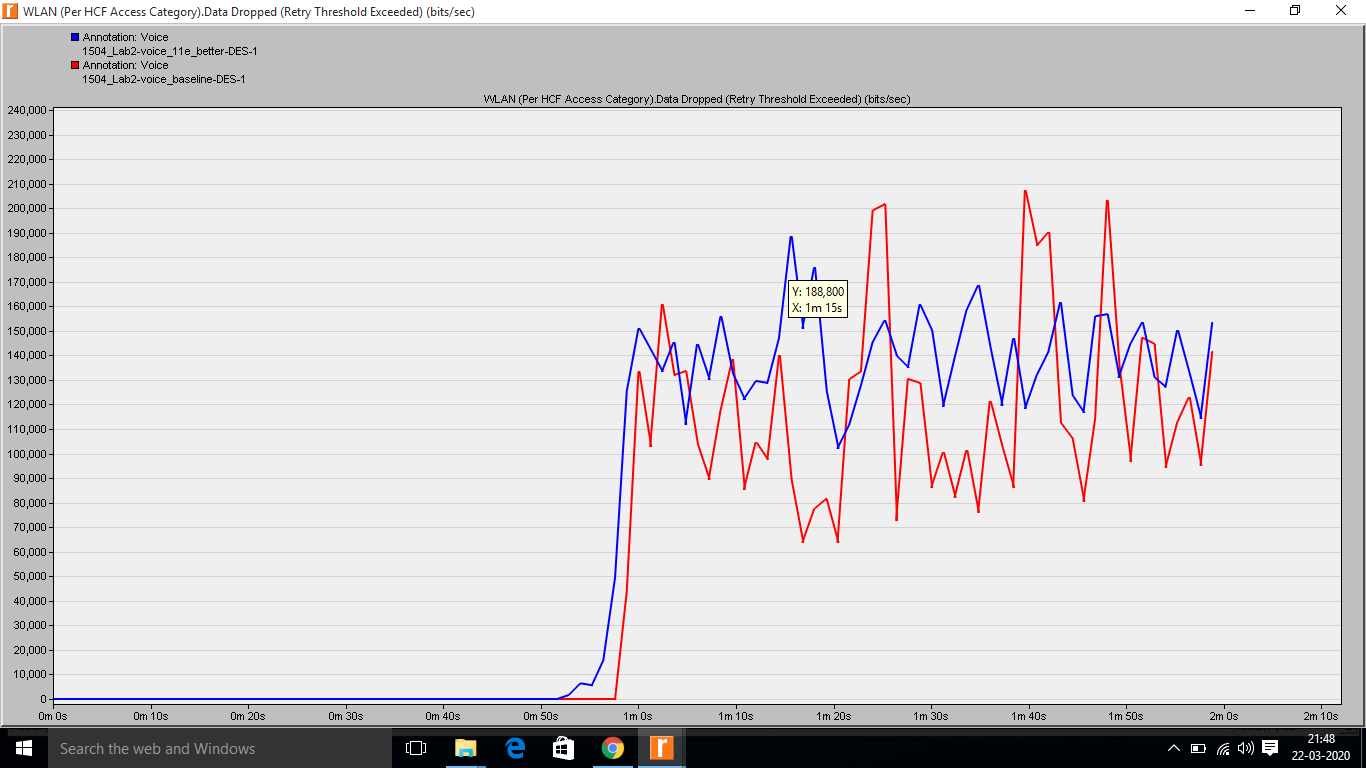 WLAN (Per HCF Access Category).Data Dropped (Retry Threshold Exceeded) (bits/sec)
Annotation: Voice
1504_Lab2-voice_11e_better-DES-1
Annotation: Voice
1504_Lab2-voice_baseline-DES-1
WLAN (Per HCF Access Category).Data Dropped (Retry Threshold Exceeded) (bits/sec)
240,000
230,000
220,000
210,000
200,000
190,000
180,000
170,000
160,000
150,000
140,000
130,000
120,000
110,000
100,000
90,000
80,000
70,000
60,000
50,000
40,000
30,000
20,000
10,000
0
Y: 188,800
X: 1m 15s
0m 0s 0m 10s 0m 20s 0m 30s 0m 40s 0m 50s 1m 0s 1m 10s 1m 20s 1m 30s 1m 40s 1m 50s 2m 0s 2m 10s
Search the web and Windows
21:48
22-03-2020